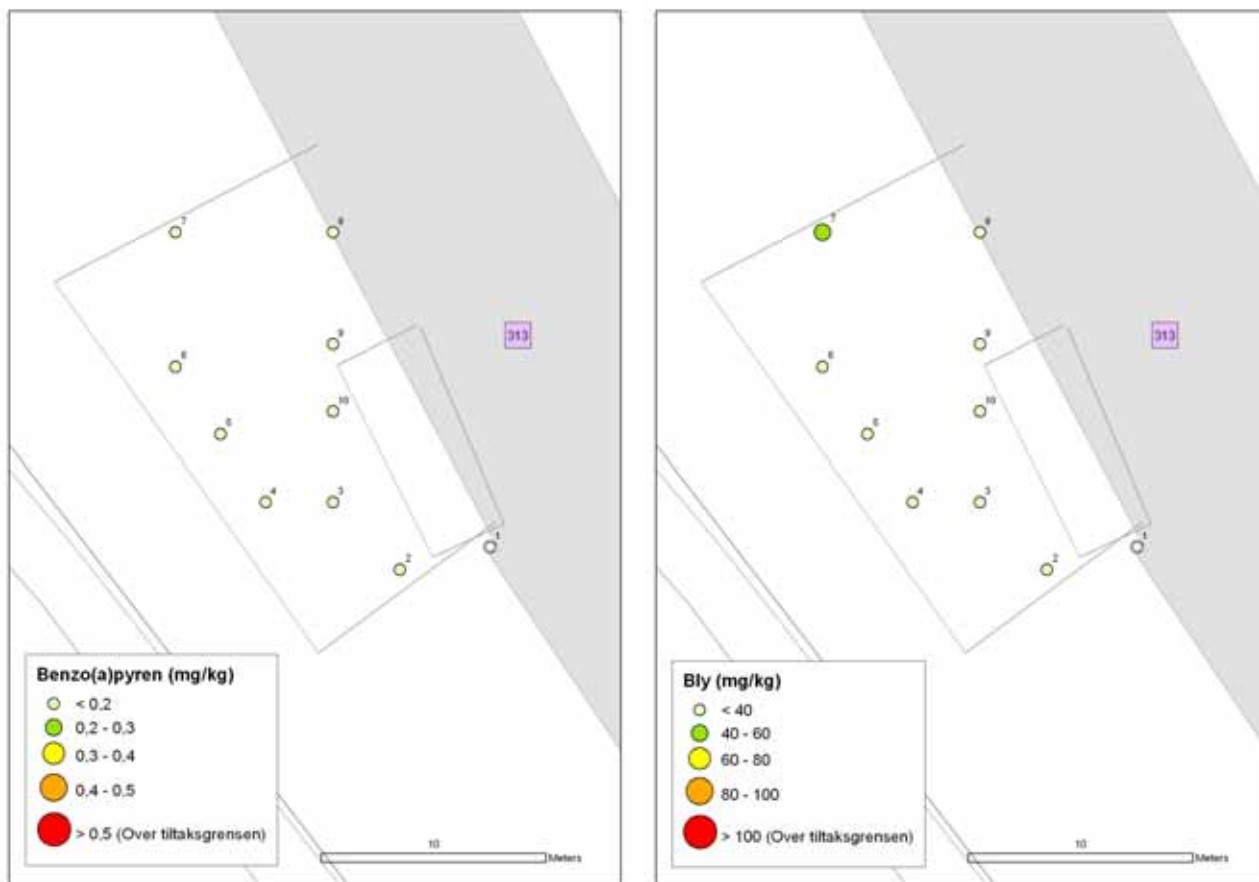 7
8
313
9
6
10
5
4
3
1
2
Benzo(a)pyren (mg/kg)
< 0,2
0,2 - 0,3
0,3 - 0,4
0,4 - 0,5
> 0,5 (Over tiltaksgrensen)
10
Meters
7
8
313
9
6
10
5
4
3
1
2
Bly (mg/kg)
< 40
40 - 60
60 - 80
80 - 100
> 100 (Over tiltaksgrensen)
10
Meters